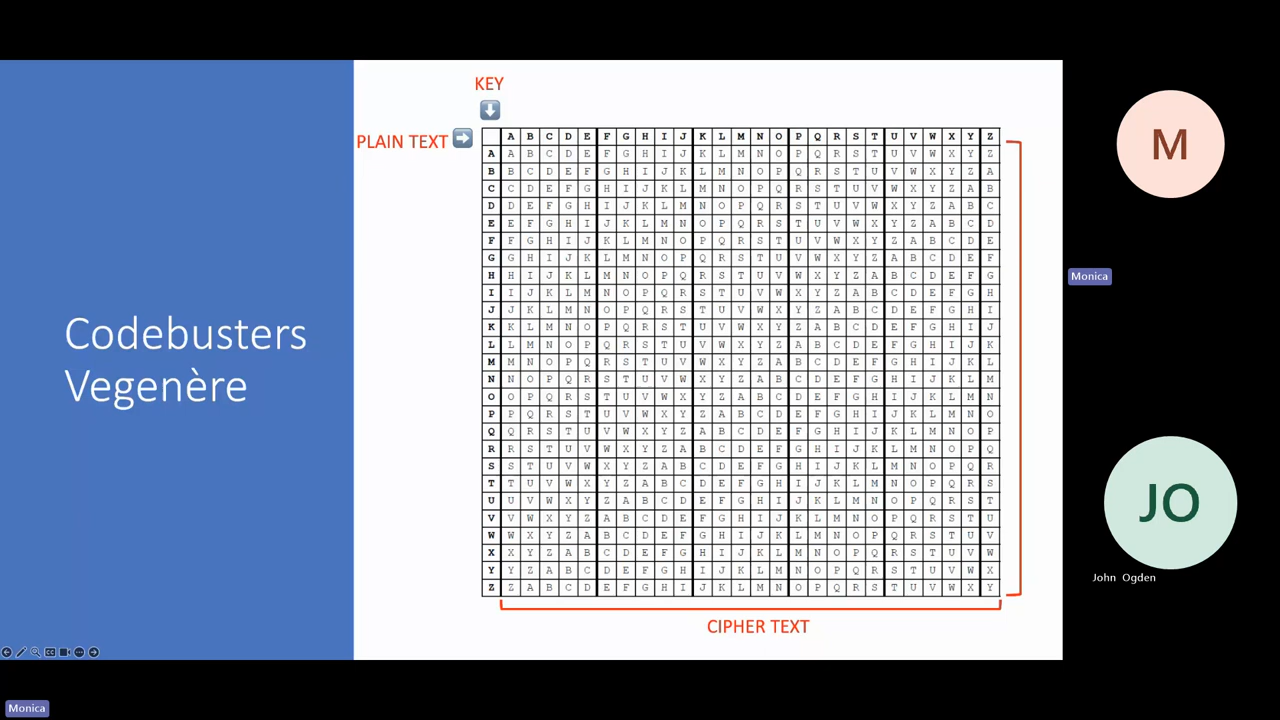 KEY
PLAIN TEXT
A B C D E F G H I J K L M N O P Q R S T U V W X Y Z
A A B C D E F G H I J K L M N O P Q R S T U V W X Y Z
B B C D E F G H I J K L M N O P Q R S T U V W X Y Z A
C C D E F G H I J K L M N O P Q R S T U V W X Y Z A B
D D E F G H I J K L M N O P Q R S T U V W X Y Z A B C
E E F G H I J K L M N O P Q R S T U V W X Y Z A B C D
F F G H I J K L M N O P Q R S T U V W X Y Z A B C D E
G G H I J K L M N O P Q R S T U V W X Y Z A B C D E F
H H I J K L M N O P Q R S T U V W X Y Z A B C D E F G
I I J K L M N O P Q R S T U V W X Y Z A B C D E F G H
J J K L M N O P Q R S T U V W X Y Z A B C D E F G H I
K K L M N O P Q R S T U V W X Y Z A B C D E F G H I J
L L M N O P Q R S T U V W X Y Z A B C D E F G H I J K
M M N O P Q R S T U V W X Y Z A B C D E F G H I J K L
N N O P Q R S T U V W X Y Z A B C D E F G H I J K L M
O O P Q R S T U V W X Y Z A B C D E F G H I J K L M N
P P Q R S T U V W X Y Z A B C D E F G H I J K L M N O
Q Q R S T U V W X Y Z A B C D E F G H I J K L M N O P
R R S T U V W X Y Z A B C D E F G H I J K L M N O P Q
S S T U V W X Y Z A B C D E F G H I J K L M N O P Q R
T T U V W X Y Z A B C D E F G H I J K L M N O P Q R S
U U V W X Y Z A B C D E F G H I J K L M N O P Q R S T
V V W X Y Z A B C D E F G H I J K L M N O P Q R S T U
W W X Y Z A B C D E F G H I J K L M N O P Q R S T U V
X X Y Z A B C D E F G H I J K L M N O P Q R S T U V W
Y Y Z A B C D E F G H I J K L M N O P Q R S T U V W X
Z Z A B C D E F G H I J K L M N O P Q R S T U V W X Y
CIPHER TEXT
Codebusters
Vegenère
M
Monica
JO
John Ogden
Monica